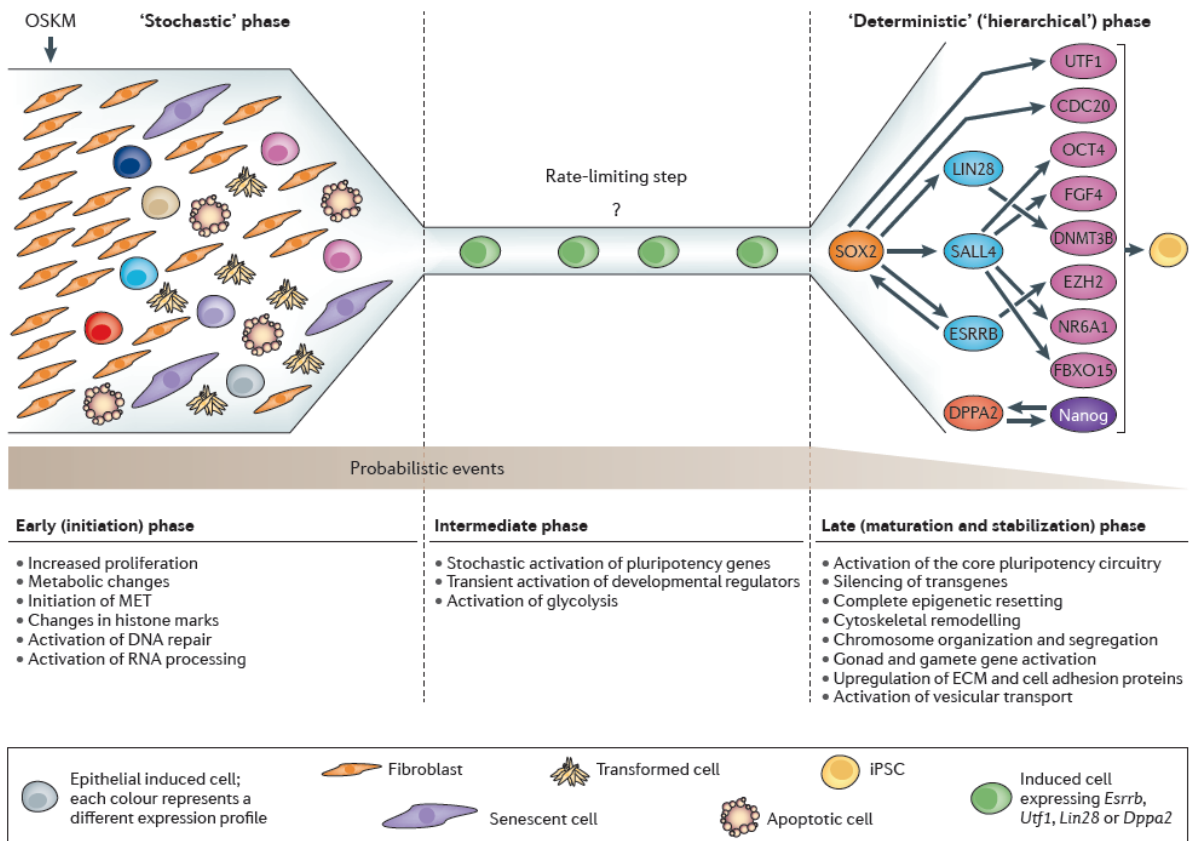 OSKM
'Stochastic' phase
'Deterministic' ('hierarchical') phase
Rate-limiting step
?
SOX2
LIN28
SALL4
ESRRB
DPPA2
UTF1
CDC20
OCT4
FGF4
DNMT3B
EZH2
NR6A1
FBXO15
Nanog
Probabilistic events
Early (initiation) phase
• Increased proliferation
• Metabolic changes
• Initiation of MET
• Changes in histone marks
• Activation of DNA repair
• Activation of RNA processing
Intermediate phase
• Stochastic activation of pluripotency genes
• Transient activation of developmental regulators
• Activation of glycolysis
Late (maturation and stabilization) phase
• Activation of the core pluripotency circuitry
• Silencing of transgenes
• Complete epigenetic resetting
• Cytoskeletal remodelling
• Chromosome organization and segregation
• Gonad and gamete gene activation
• Upregulation of ECM and cell adhesion proteins
• Activation of vesicular transport
Epithelial induced cell;
each colour represents a
different expression profile
Fibroblast
Senescent cell
Transformed cell
Apoptotic cell
iPSC
Induced cell
expressing Esrrb,
Utf1, Lin28 or Dppa2